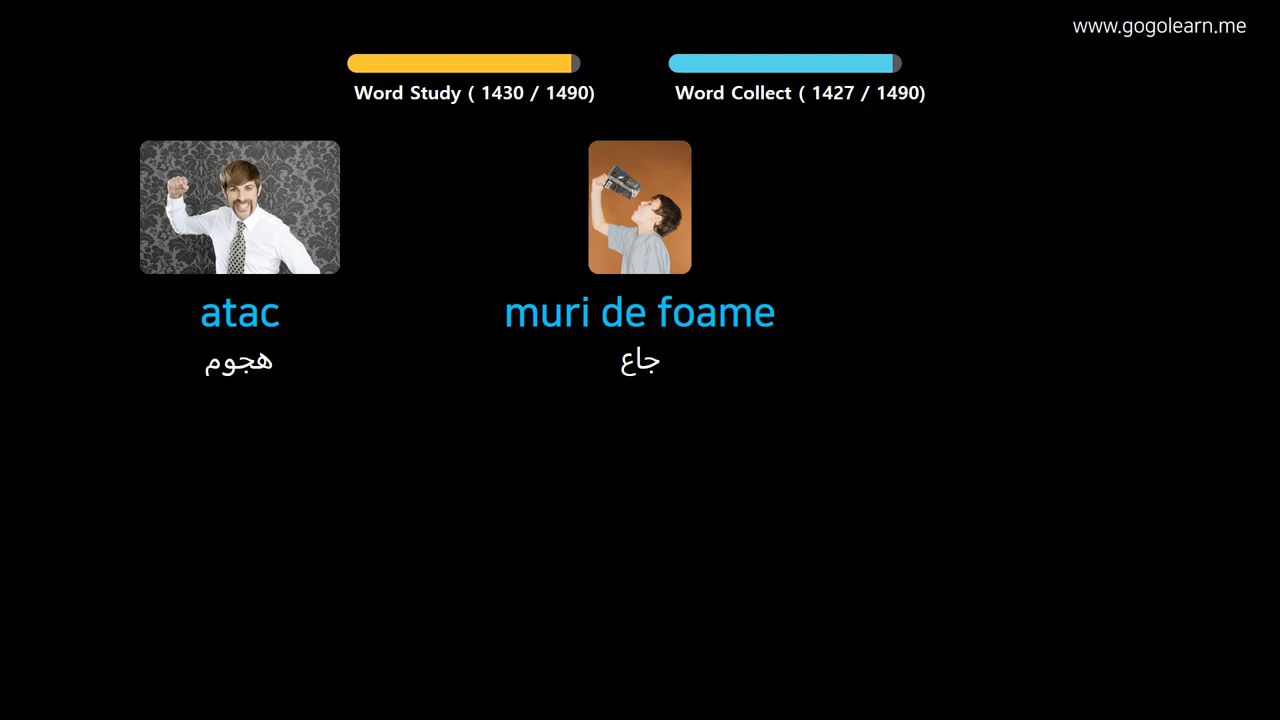 www.gogolearn.me
Word Study ( 1430 / 1490)
Word Collect ( 1427 / 1490)
atac
muri de foame
هجوم
جاع